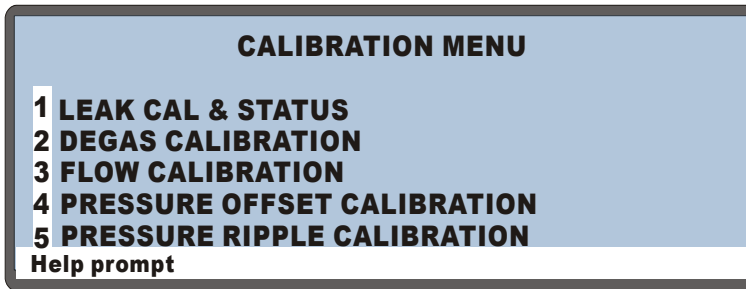 CALIBRATION MENU
1 LEAK CAL & STATUS
2 DEGAS CALIBRATION
3 FLOW CALIBRATION
4 PRESSURE OFFSET CALIBRATION
5 PRESSURE RIPPLE CALIBRATION
Help prompt